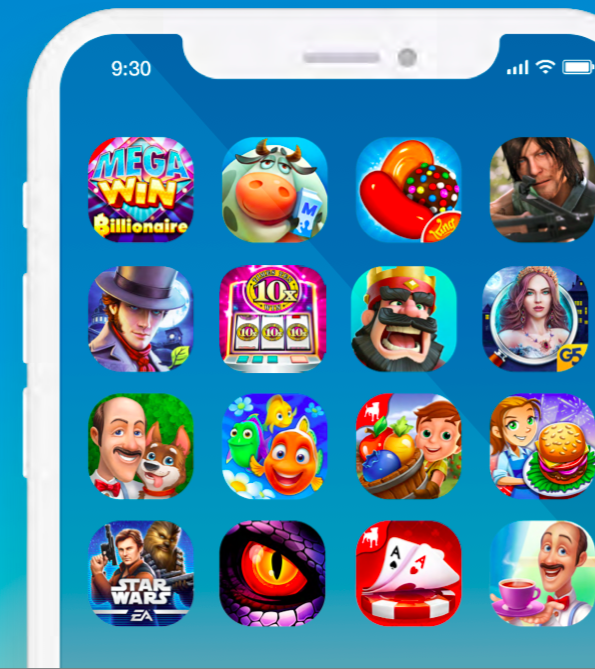 9:30
MEGA
WIN
Billionaire
M
King
10x
10x 10x 10x
G5
STAR
WARS
EA
A A